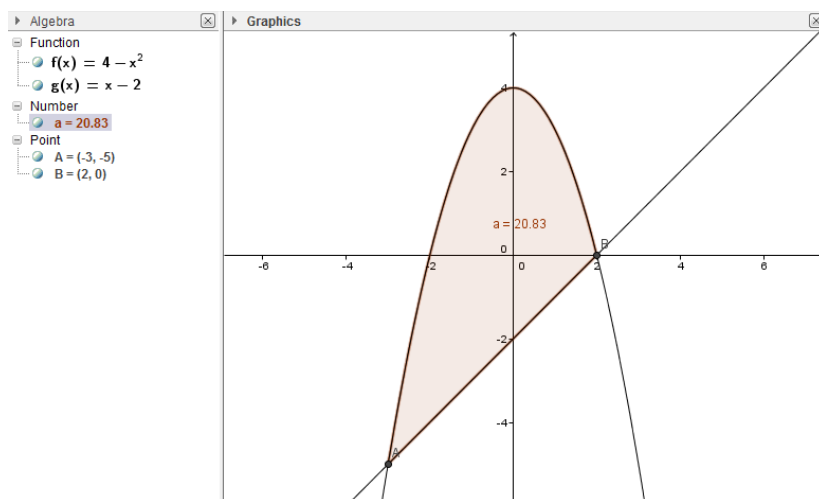 Algebra
Function
f(x) = 4 − x²
g(x) = x − 2
Number
a = 20.83
Point
A = (-3, -5)
B = (2, 0)
Graphics
4
2
a = 20.83
B
0
-6
-4
-2
0
2
4
6
-2
-4
A